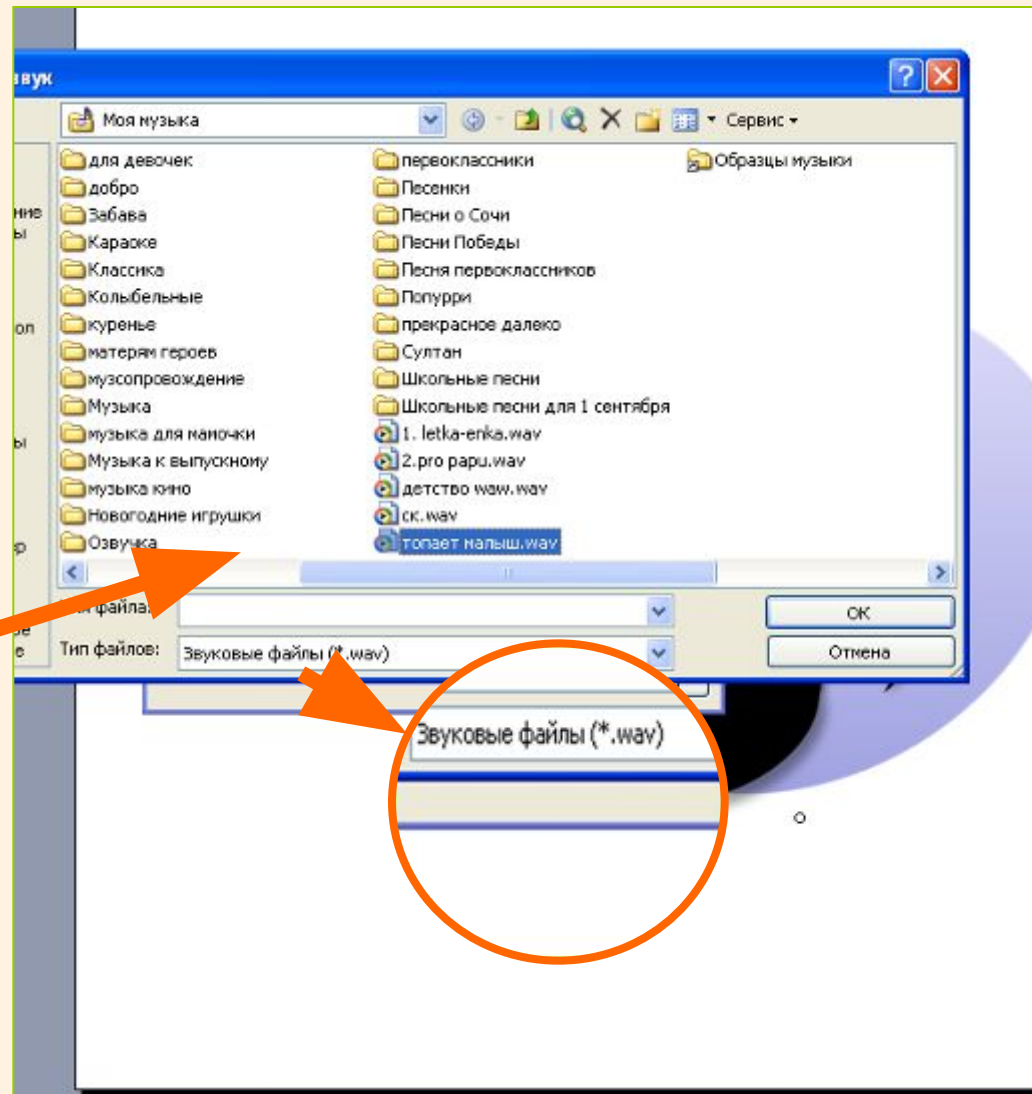 звук
Моя музыка
Сервис
для девочек
добро
Забава
Караоке
Классика
Колыбельные
куренье
матерям героев
музсопровождение
Музыка
музыка для мамочки
Музыка к выпускному
музыка кино
Новогодние игрушки
Озвучка
первоклассники
Песенки
Песни о Сочи
Песни Победы
Песня первоклассников
Попурри
прекрасное далеко
Султан
Школьные песни
Школьные песни для 1 сентября
1. letka-enka.wav
2.pro papu.wav
детство waw.wav
ск.wav
топает малыш.wav
Образцы музыки
файла:
ОК
Тип файлов:
Звуковые файлы (*.wav)
Отмена
Звуковые файлы (*.wav)